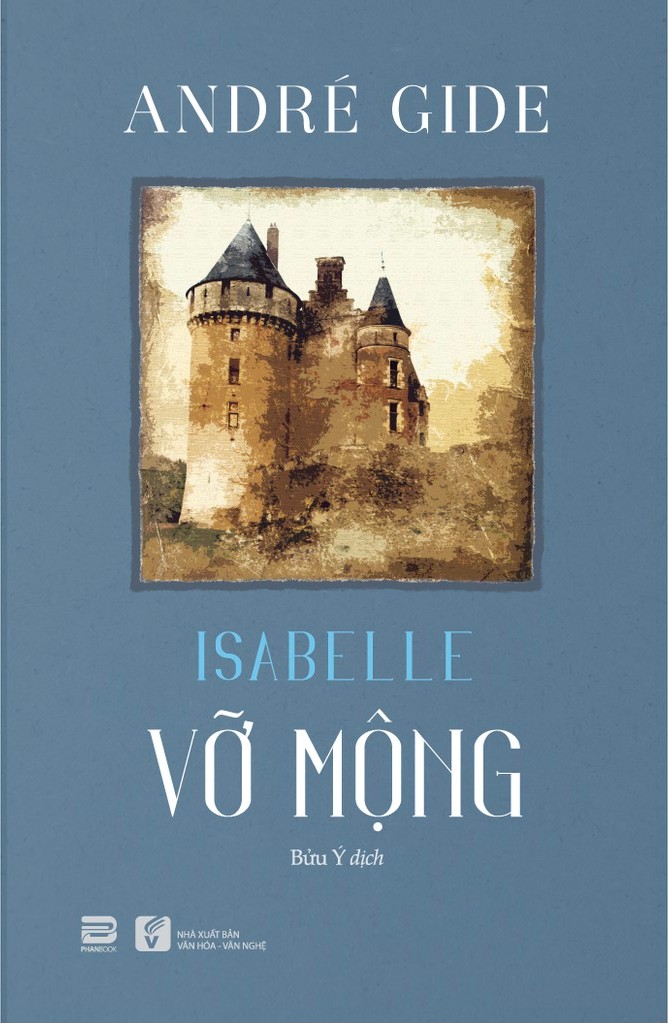 ANDRÉ GIDE
ISABELLE
VỠ MỘNG
Bửu Ý dịch
PHANBOOK
NHÀ XUẤT BẢN
VĂN HÓA - VĂN NGHỆ